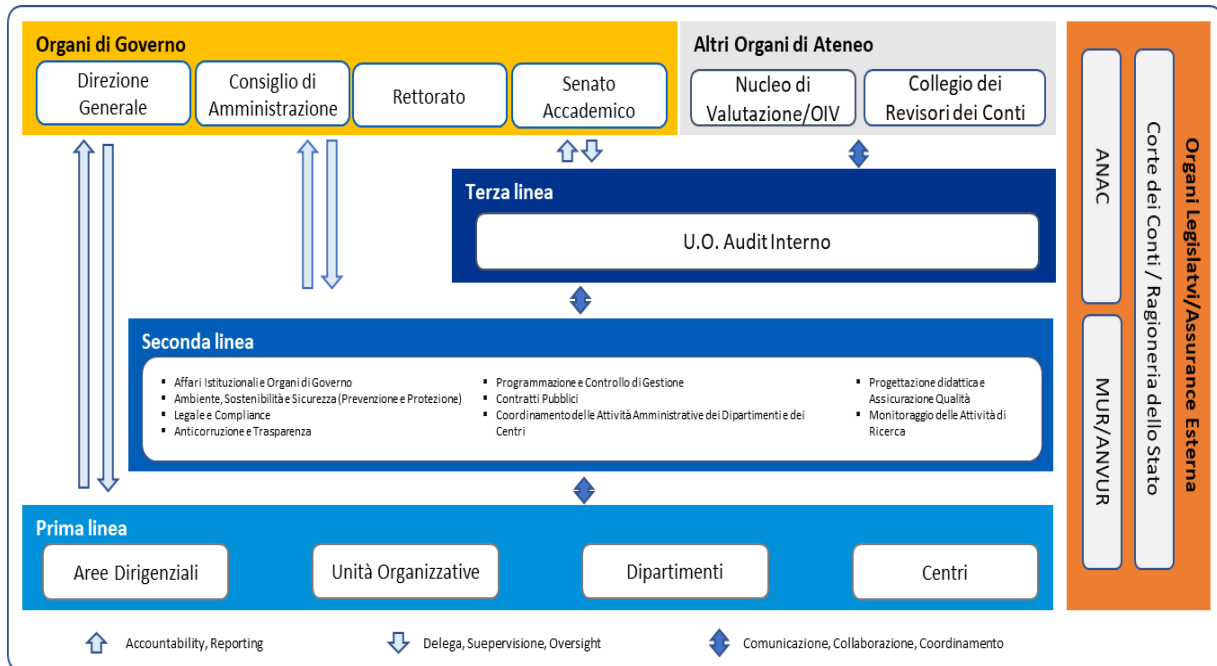 Organi di Governo
Direzione
Generale
Consiglio di
Amministrazione
Rettorato
Senato
Accademico
Altri Organi di Ateneo
Nucleo di
Valutazione/OIV
Collegio dei
Revisori dei Conti
Terza linea
U.O. Audit Interno
Seconda linea
▪ Affari Istituzionali e Organi di Governo
▪ Ambiente, Sostenibilità e Sicurezza (Prevenzione e Protezione)
▪ Legale e Compliance
▪ Anticorruzione e Trasparenza
▪ Programmazione e Controllo di Gestione
▪ Contratti Pubblici
▪ Coordinamento delle Attività Amministrative dei Dipartimenti e dei
Centri
▪ Progettazione didattica e
Assicurazione Qualità
▪ Monitoraggio delle Attività di
Ricerca
Prima linea
Aree Dirigenziali
Unità Organizzative
Dipartimenti
Centri
ANAC
MUR/ANVUR
Corte dei Conti / Ragioneria dello Stato
Organi Legislatvi/Assurance Esterna
Accountability, Reporting
Delega, Suepervisione, Oversight
Comunicazione, Collaborazione, Coordinamento